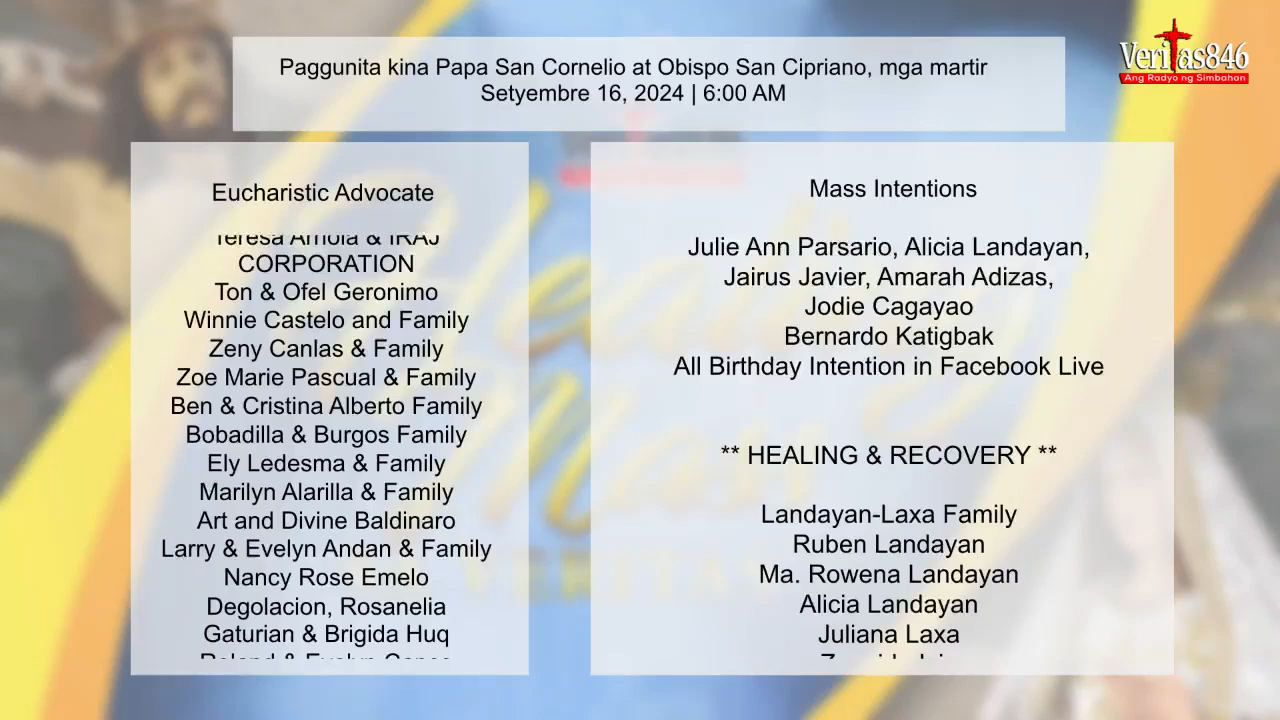 Paggunita kina Papa San Cornelio at Obispo San Cipriano, mga martir
Setyembre 16, 2024 | 6:00 AM
Veritas846
Ang Radyo ng Simbahan
Eucharistic Advocate
Teresa & IRAJ
CORPORATION
Ton & Ofel Geronimo
Winnie Castelo and Family
Zeny Canlas & Family
Zoe Marie Pascual & Family
Ben & Cristina Alberto Family
Bobadilla & Burgos Family
Ely Ledesma & Family
Marilyn Alarilla & Family
Art and Divine Baldinaro
Larry & Evelyn Andan & Family
Nancy Rose Emelo
Degolacion, Rosanelia
Gaturian & Brigida Huq
Mass Intentions
Julie Ann Parsario, Alicia Landayan,
Jairus Javier, Amarah Adizas,
Jodie Cagayao
Bernardo Katigbak
All Birthday Intention in Facebook Live
** HEALING & RECOVERY **
Landayan-Laxa Family
Ruben Landayan
Ma. Rowena Landayan
Alicia Landayan
Juliana Laxa